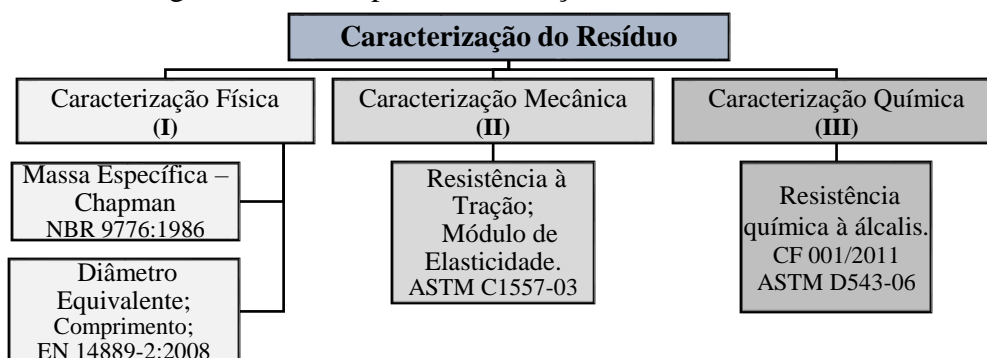 Caracterização do Resíduo
Caracterização Física
(I)
Caracterização Mecânica
(II)
Caracterização Química
(III)
Massa Específica –
Chapman
NBR 9776:1986
Diâmetro
Equivalente;
Comprimento;
EN 14889-2:2008
Resistência à
Tração;
Módulo de
Elasticidade.
ASTM C1557-03
Resistência
química à álcalis.
CF 001/2011
ASTM D543-06